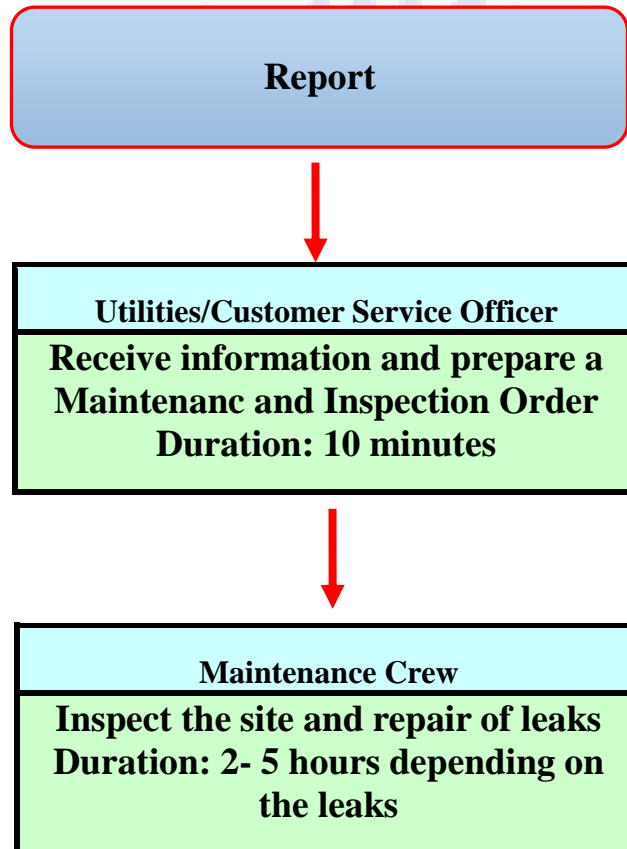 Report
Utilities/Customer Service Officer
Receive information and prepare a
Maintenanc and Inspection Order
Duration: 10 minutes
Maintenance Crew
Inspect the site and repair of leaks
Duration: 2- 5 hours depending on
the leaks